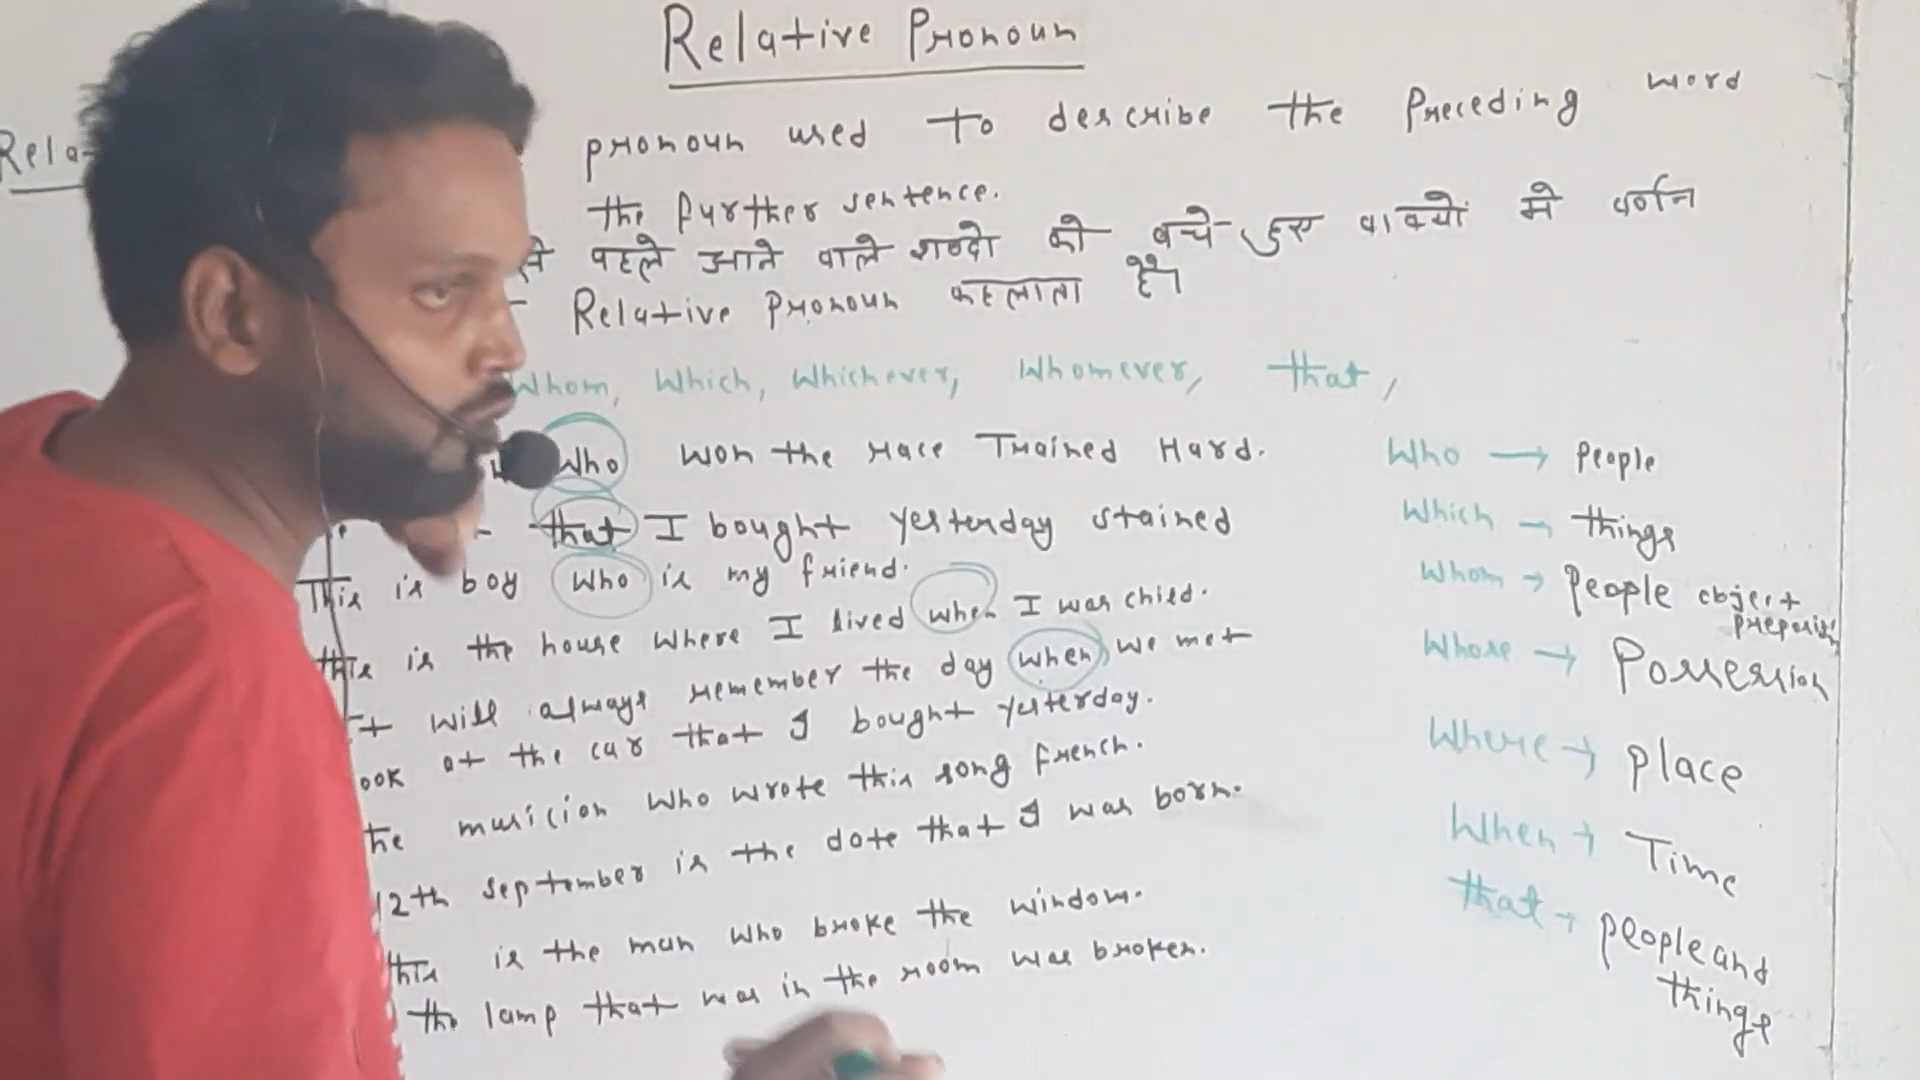 Relative Pronoun
Rela
pronoun used to describe the Preceding word
the further sentence.
पहले आने वाले शब्दो को बचे हुए वाक्यों मे वर्णन
Relative Pronoun कहलाता है।
Whom, Which, Whichever, Whomever, that,
Who won the race Trained Hard.
that I bought yesterday stained
This is boy who is my friend.
this is the house where I lived when I was child.
It will always remember the day when we met
ook at the car that I bought yesterday.
The musician who wrote this song french.
12th september is the date that I was born.
this is the man who broke the window.
the lamp that was in the room was broken.
Who → People
Which → things
Whom → People object
Whose → Possession
Where → place
When → Time
that → people and
things